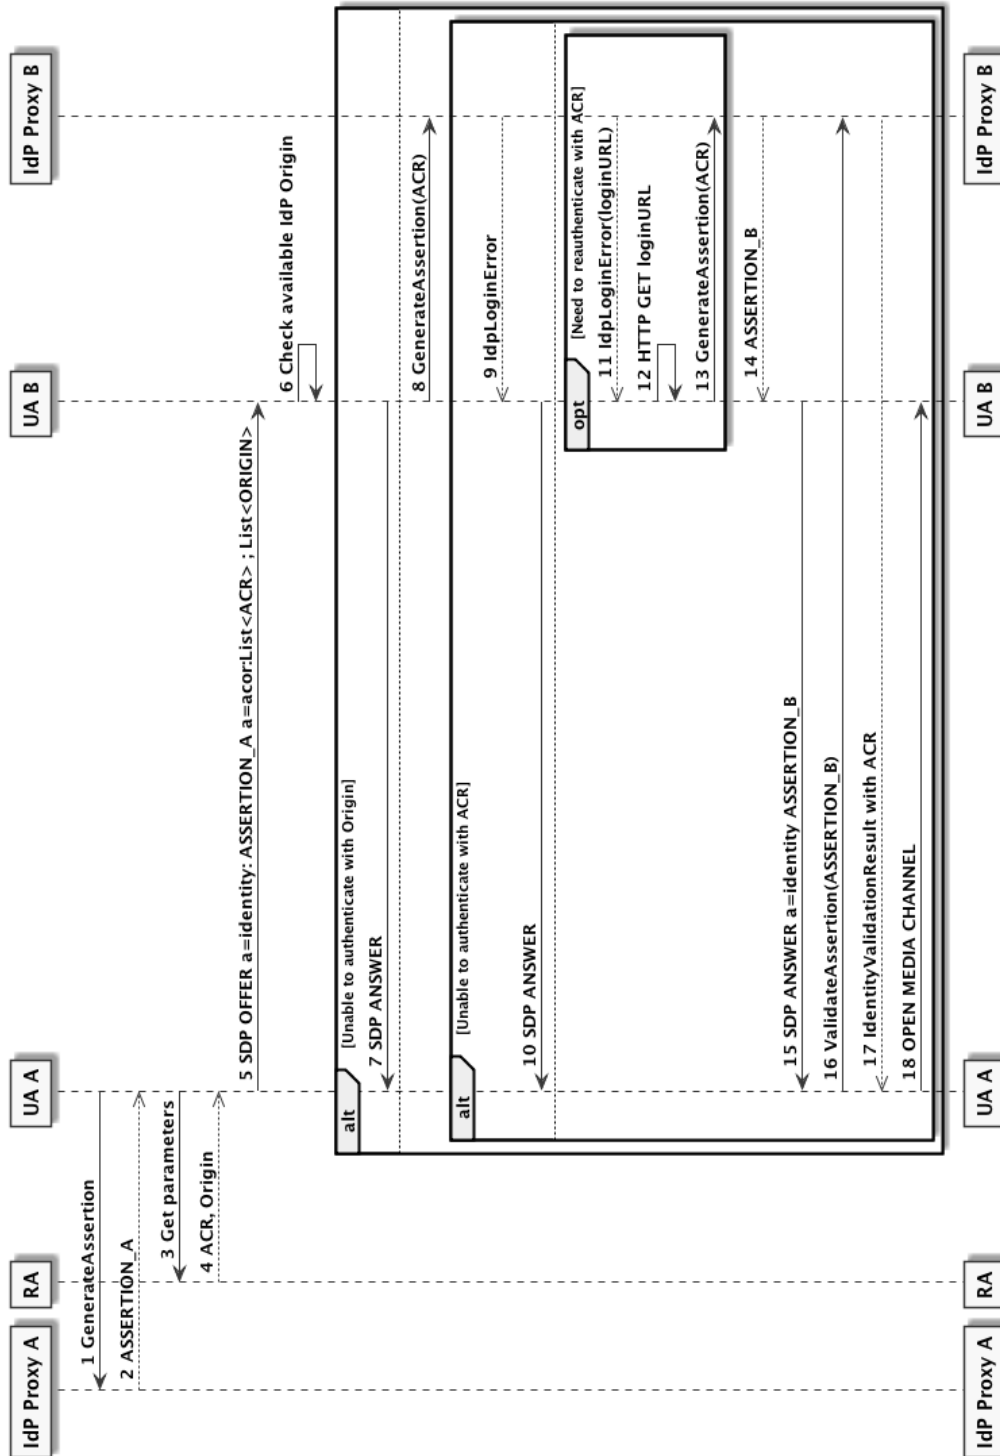 IdP Proxy A
RA
UA A
UA B
IdP Proxy B
1 GenerateAssertion
2 ASSERTION_A
3 Get parameters
4 ACR, Origin
5 SDP OFFER a=identity: ASSERTION_A a=acor:List<ACR> ; List<ORIGIN>
6 Check available IdP Origin
alt
[Unable to authenticate with Origin]
7 SDP ANSWER
8 GenerateAssertion(ACR)
alt
[Unable to authenticate with ACR]
9 IdpLoginError
10 SDP ANSWER
opt
[Need to reauthenticate with ACR]
11 IdpLoginError(loginURL)
12 HTTP GET loginURL
13 GenerateAssertion(ACR)
14 ASSERTION_B
15 SDP ANSWER a=identity ASSERTION_B
16 ValidateAssertion(ASSERTION_B)
17 IdentityValidationResult with ACR
18 OPEN MEDIA CHANNEL
IdP Proxy A
RA
UA A
UA B
IdP Proxy B